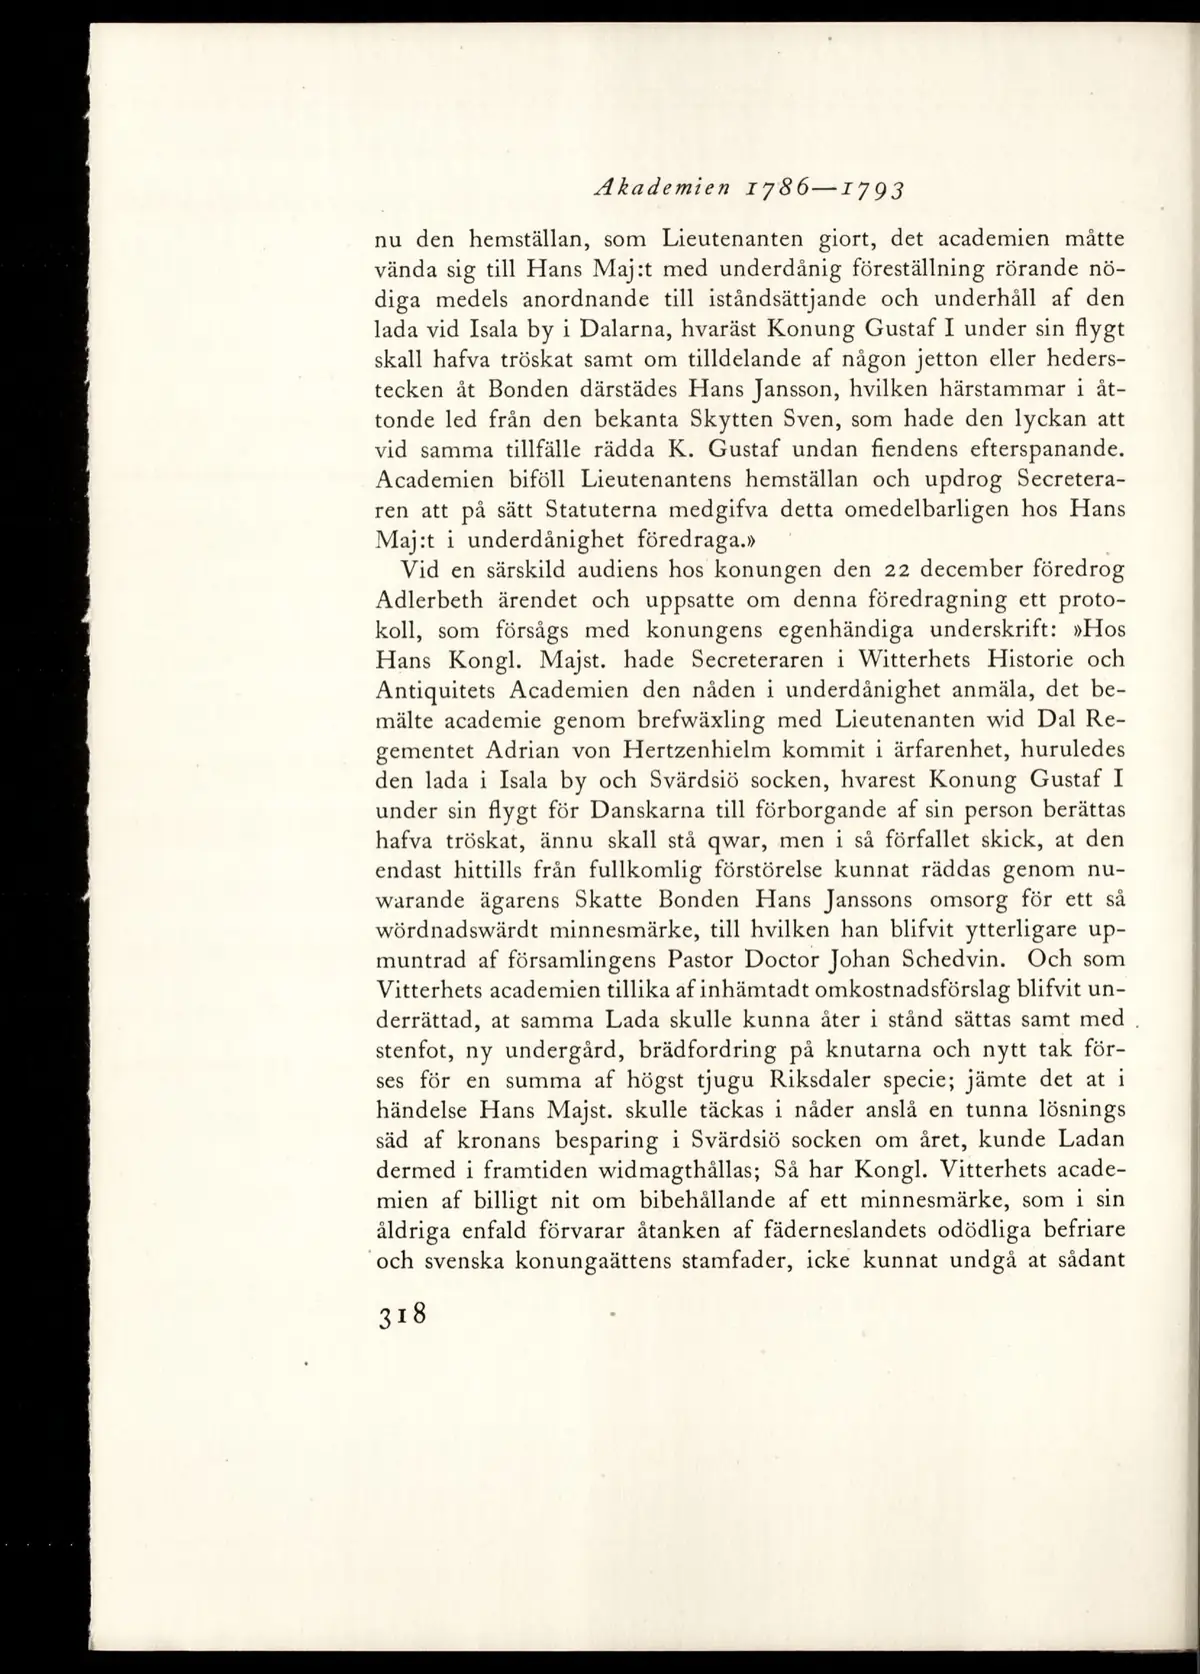 Akademien 1786—1793
nu den hemställan, som Lieutenanten giort, det academien måtte
vända sig till Hans Maj:t med underdånig föreställning rörande nö-
diga medels anordnande till iståndsättjande och underhåll af den
lada vid Isala by i Dalarna, hvaräst Konung Gustaf I under sin flygt
skall hafva tröskat samt om tilldelande af någon jetton eller heders-
tecken åt Bonden därstädes Hans Jansson, hvilken härstammar i åt-
tonde led från den bekanta Skytten Sven, som hade den lyckan att
vid samma tillfälle rädda K. Gustaf undan fiendens efterspanande.
Academien biföll Lieutenantens hemställan och updrog Secretera-
ren att på sätt Statuterna medgifva detta omedelbarligen hos Hans
Maj:t i underdånighet föredraga.»
Vid en särskild audiens hos konungen den 22 december föredrog
Adlerbeth ärendet och uppsatte om denna föredragning ett proto-
koll, som försågs med konungens egenhändiga underskrift: »Hos
Hans Kongl. Majst. hade Secreteraren i Witterhets Historie och
Antiquitets Academien den nåden i underdånighet anmäla, det be-
mälte academie genom brefwäxling med Lieutenanten wid Dal Re-
gementet Adrian von Hertzenhielm kommit i ärfarenhet, huruledes
den lada i Isala by och Svärdsiö socken, hvarest Konung Gustaf I
under sin flygt för Danskarna till förborgande af sin person berättas
hafva tröskat, ännu skall stå qwar, men i så förfallet skick, at den
endast hittills från fullkomlig förstörelse kunnat räddas genom nu-
warande ägarens Skatte Bonden Hans Janssons omsorg för ett så
wördnadswärdt minnesmärke, till hvilken han blifvit ytterligare up-
muntrad af församlingens Pastor Doctor Johan Schedvin. Och som
Vitterhets academien tillika af inhämtadt omkostnadsförslag blifvit un-
derrättad, at samma Lada skulle kunna åter i stånd sättas samt med
stenfot, ny undergård, brädfordring på knutarna och nytt tak för-
ses för en summa af högst tjugu Riksdaler specie; jämte det at i
händelse Hans Majst. skulle täckas i nåder anslå en tunna lösnings
säd af kronans besparing i Svärdsiö socken om året, kunde Ladan
dermed i framtiden widmagthållas; Så har Kongl. Vitterhets acade-
mien af billigt nit om bibehållande af ett minnesmärke, som i sin
åldriga enfald förvarar åtanken af fäderneslandets odödliga befriare
och svenska konungaättens stamfader, icke kunnat undgå at sådant
318